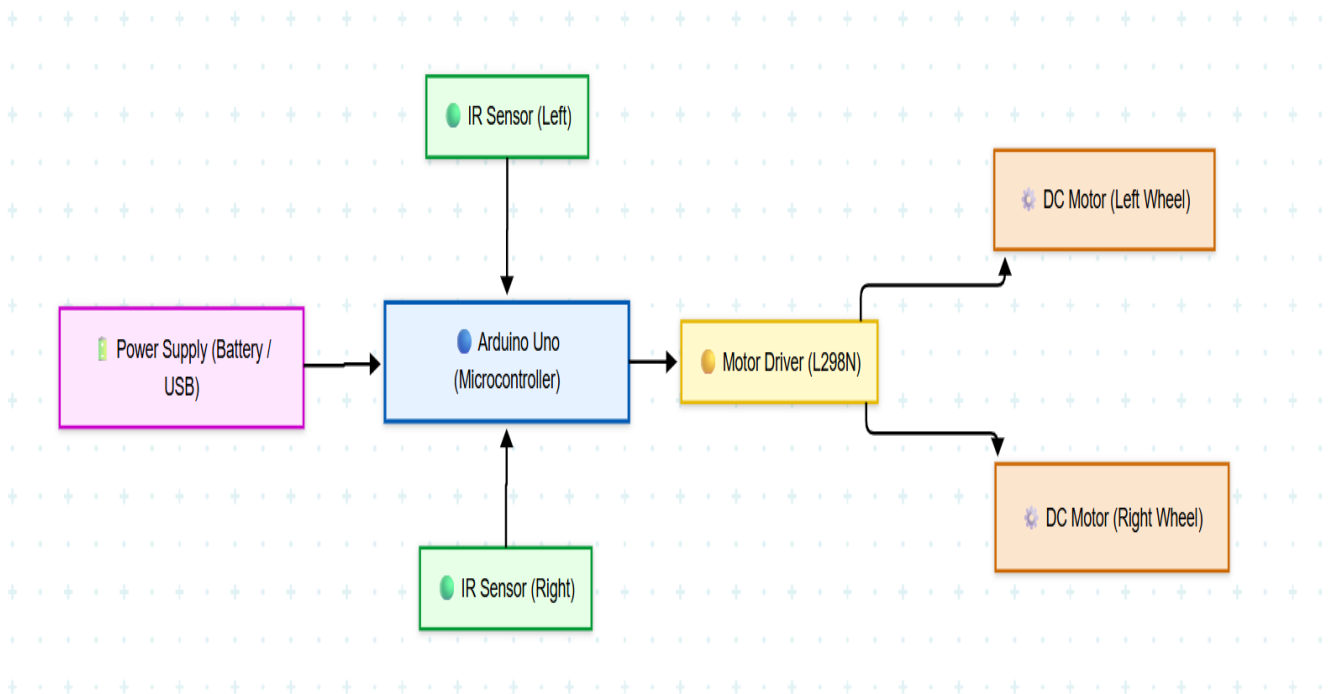 IR Sensor (Left)
DC Motor (Left Wheel)
Power Supply (Battery /
USB)
Arduino Uno
(Microcontroller)
Motor Driver (L298N)
DC Motor (Right Wheel)
IR Sensor (Right)